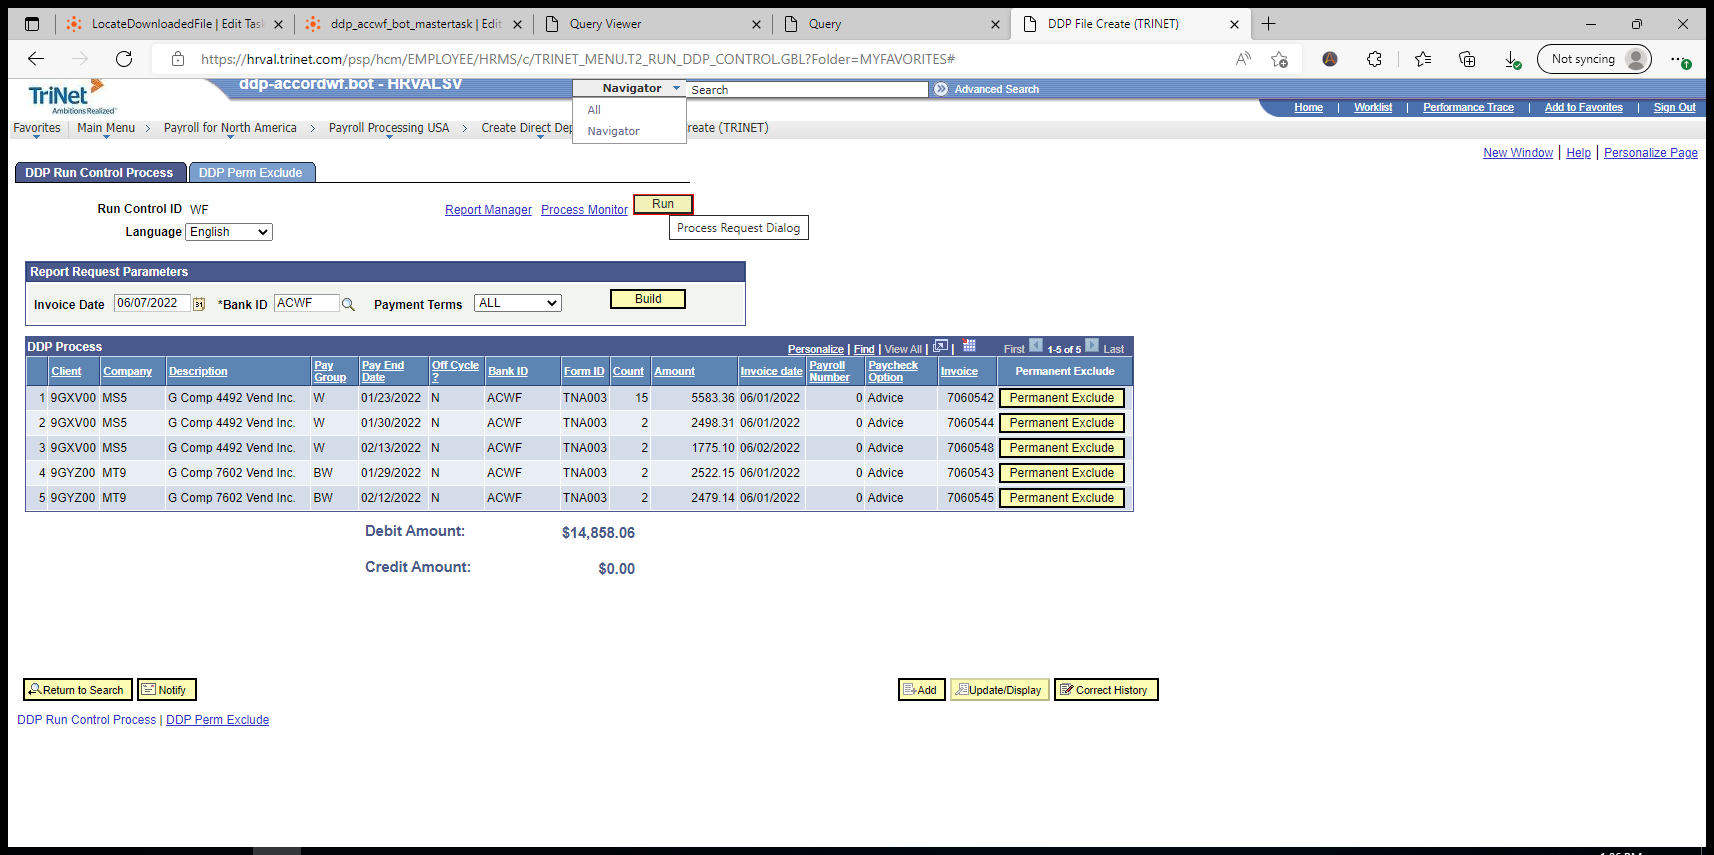 LocateDownloadedFile | Edit Tas
ddp_accwf_bot_mastertask | Edit
Query Viewer
Query
DDP File Create (TRINET)
https://hrval.trinet.com/psp/hcm/EMPLOYEE/HRMS/c/TRINET_MENU.T2_RUN_DDP_CONTROL.GBL?Folder=MYFAVORITES#
Not syncing
TriNet
Ambitions Realized
ddp-accordwf.bot - HRVALSV
Navigator
Search
Advanced Search
All
Navigator
Home | Worklist | Performance Trace | Add to Favorites | Sign Out
Favorites Main Menu > Payroll for North America > Payroll Processing USA > Create Direct Dep reate (TRINET)
New Window | Help | Personalize Page
DDP Run Control Process DDP Perm Exclude
Run Control ID WF Report Manager Process Monitor Run
Process Request Dialog
Language English
Report Request Parameters
Invoice Date 06/07/2022 31 *Bank ID ACWF Payment Terms ALL Build
DDP Process Personalize | Find | View All | | First 1-5 of 5 Last
Client Company Description Pay Group Pay End Date Off Cycle ? Bank ID Form ID Count Amount Invoice date Payroll Number Paycheck Option Invoice Permanent Exclude
1 9GXV00 MS5 G Comp 4492 Vend Inc. W 01/23/2022 N ACWF TNA003 15 5583.36 06/01/2022 0 Advice 7060542 Permanent Exclude
2 9GXV00 MS5 G Comp 4492 Vend Inc. W 01/30/2022 N ACWF TNA003 2 2498.31 06/01/2022 0 Advice 7060544 Permanent Exclude
3 9GXV00 MS5 G Comp 4492 Vend Inc. W 02/13/2022 N ACWF TNA003 2 1775.10 06/02/2022 0 Advice 7060548 Permanent Exclude
4 9GYZ00 MT9 G Comp 7602 Vend Inc. BW 01/29/2022 N ACWF TNA003 2 2522.15 06/01/2022 0 Advice 7060543 Permanent Exclude
5 9GYZ00 MT9 G Comp 7602 Vend Inc. BW 02/12/2022 N ACWF TNA003 2 2479.14 06/01/2022 0 Advice 7060545 Permanent Exclude
Debit Amount: $14,858.06
Credit Amount: $0.00
Return to Search Notify Add Update/Display Correct History
DDP Run Control Process | DDP Perm Exclude